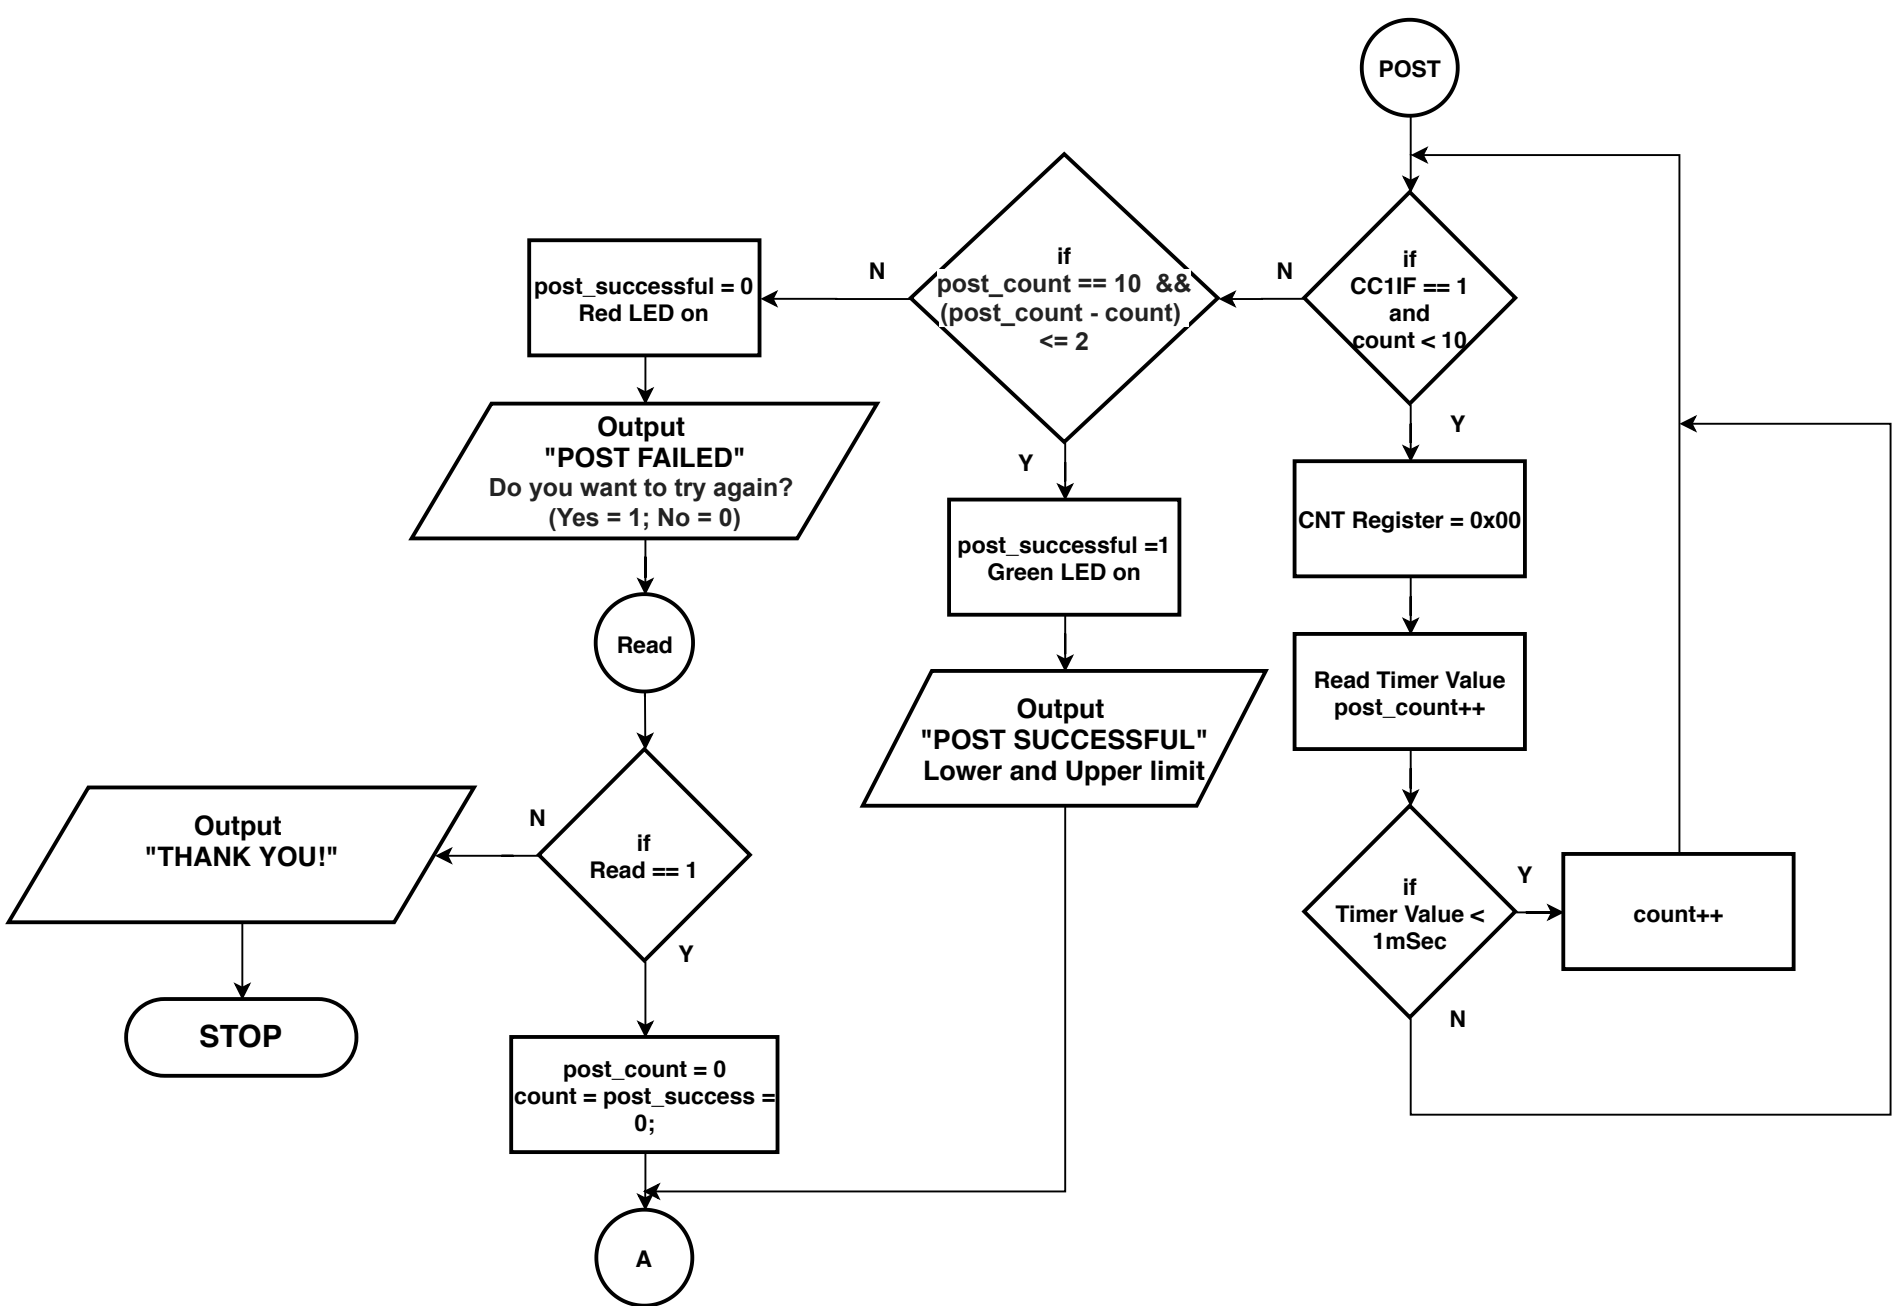 POST
if
CC1IF == 1
and
count < 10
N
Y
if
post_count == 10 &&
(post_count - count)
<= 2
N
Y
post_successful = 0
Red LED on
Output
"POST FAILED"
Do you want to try again?
(Yes = 1; No = 0)
Read
if
Read == 1
N
Y
Output
"THANK YOU!"
STOP
post_count = 0
count = post_success =
0;
A
post_successful =1
Green LED on
Output
"POST SUCCESSFUL"
Lower and Upper limit
CNT Register = 0x00
Read Timer Value
post_count++
if
Timer Value <
1mSec
Y
N
count++